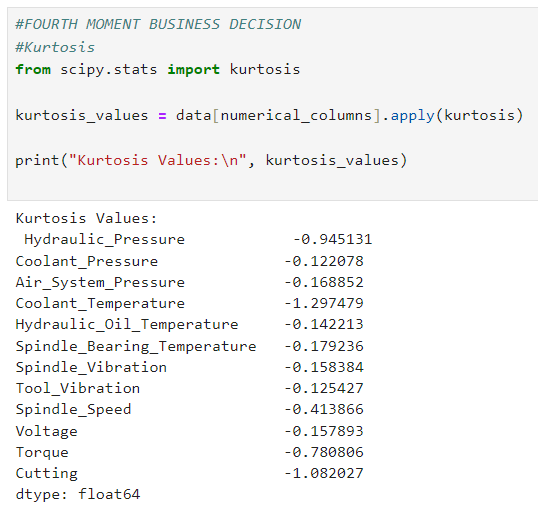 #FOURTH MOMENT BUSINESS DECISION
#Kurtosis
from scipy.stats import kurtosis
kurtosis_values = data[numerical_columns].apply(kurtosis)
print("Kurtosis Values:\n", kurtosis_values)
Kurtosis Values:
 Hydraulic_Pressure            -0.945131
Coolant_Pressure              -0.122078
Air_System_Pressure           -0.168852
Coolant_Temperature           -1.297479
Hydraulic_Oil_Temperature     -0.142213
Spindle_Bearing_Temperature   -0.179236
Spindle_Vibration             -0.158384
Tool_Vibration                -0.125427
Spindle_Speed                 -0.413866
Voltage                       -0.157893
Torque                        -0.780806
Cutting                       -1.082027
dtype: float64